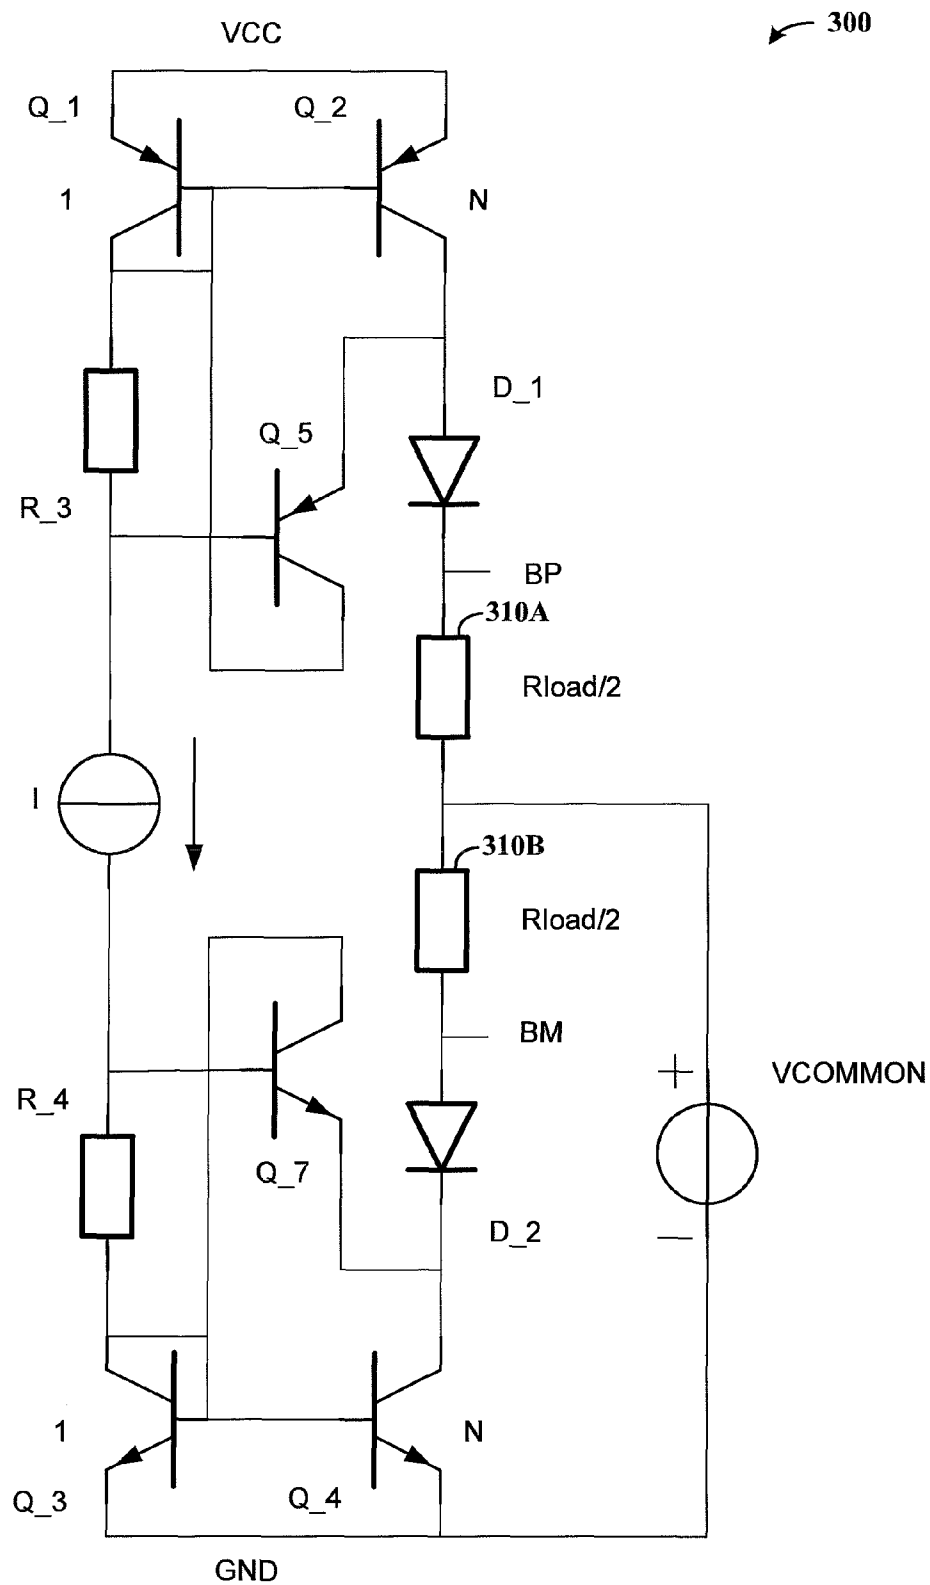 300
VCC
Q_1
Q_2
1
N
D_1
Q_5
R_3
BP
310A
Rload/2
I
310B
Rload/2
BM
VCOMMON
+
R_4
Q_7
D_2
−
1
N
Q_3
Q_4
GND